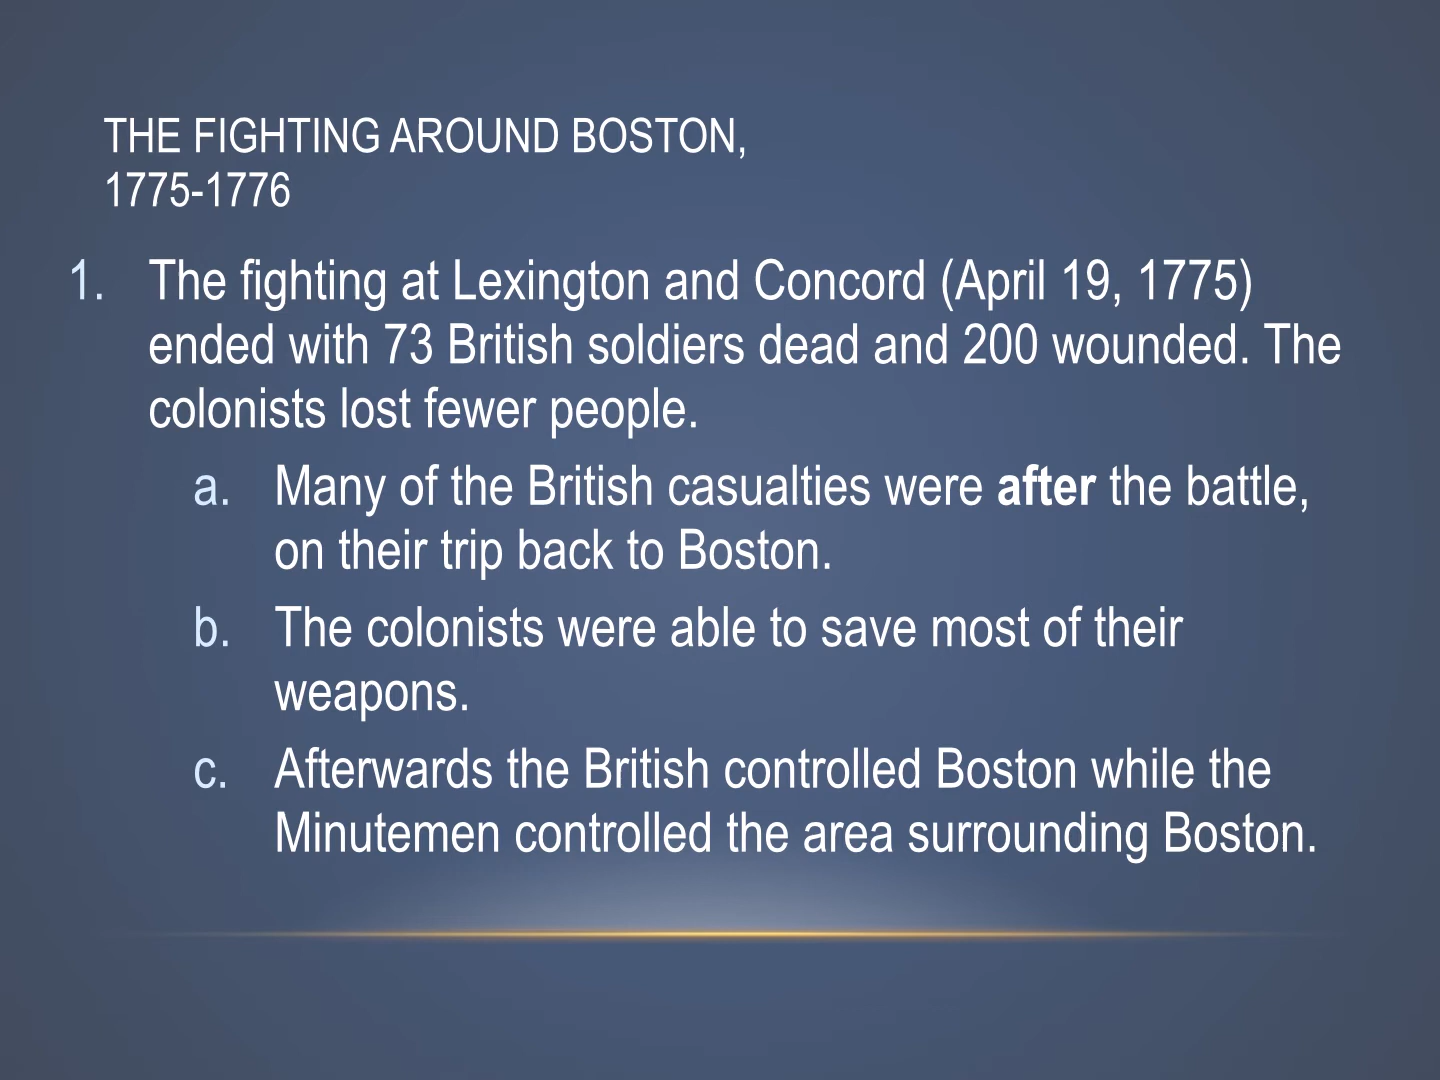 THE FIGHTING AROUND BOSTON,
1775-1776
1. The fighting at Lexington and Concord (April 19, 1775)
ended with 73 British soldiers dead and 200 wounded. The
colonists lost fewer people.
a. Many of the British casualties were after the battle,
on their trip back to Boston.
b. The colonists were able to save most of their
weapons.
c. Afterwards the British controlled Boston while the
Minutemen controlled the area surrounding Boston.